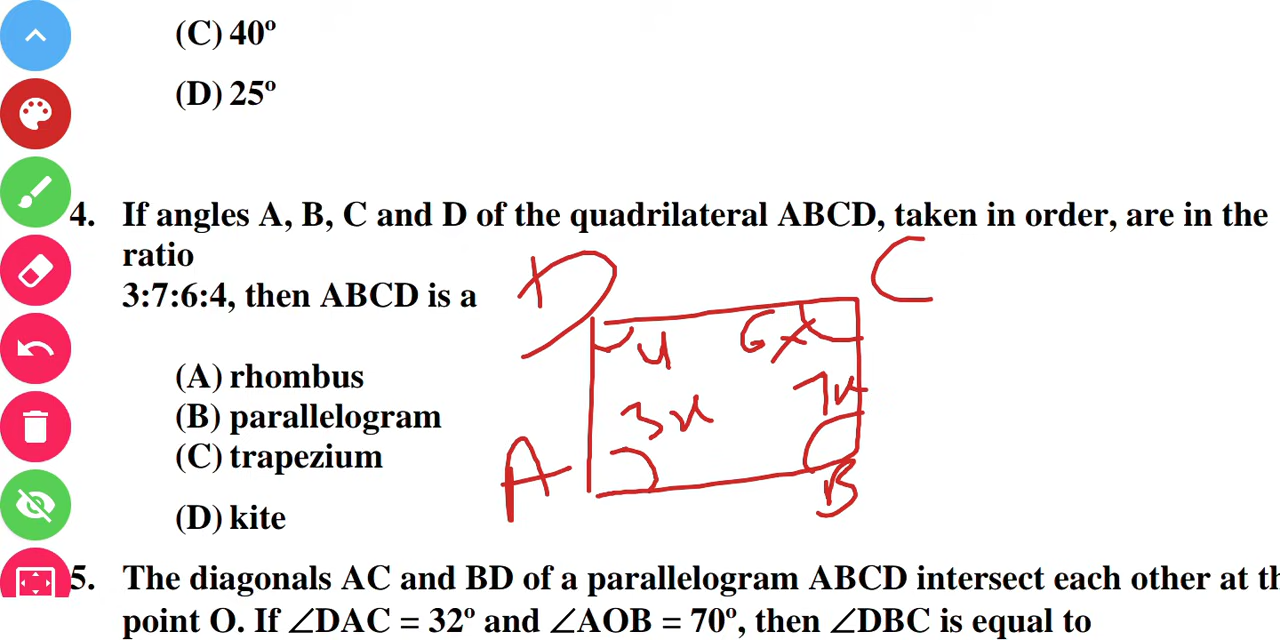 (C) 40º
(D) 25º
4. If angles A, B, C and D of the quadrilateral ABCD, taken in order, are in the
ratio
3:7:6:4, then ABCD is a
D
C
4
6x
(A) rhombus
7x
(B) parallelogram
3x
(C) trapezium
A
B
(D) kite
5. The diagonals AC and BD of a parallelogram ABCD intersect each other at th
point O. If ∠DAC = 32º and ∠AOB = 70º, then ∠DBC is equal to